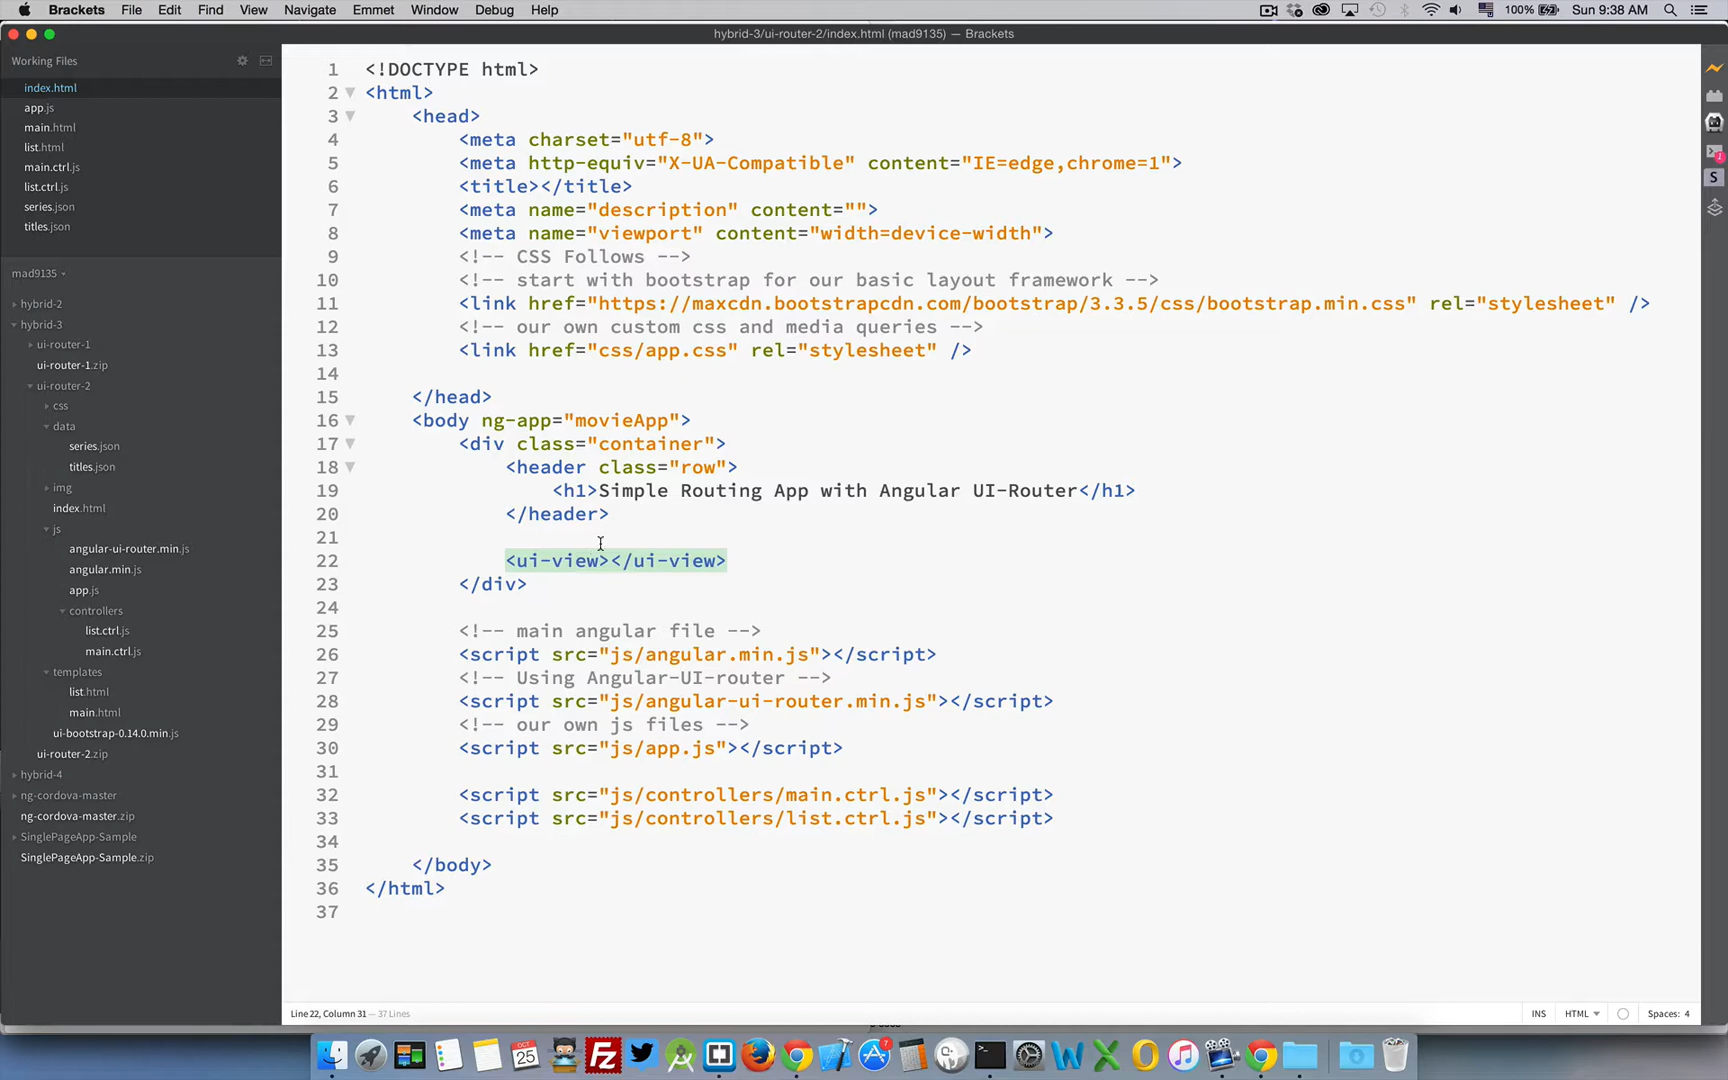 Brackets File Edit Find View Navigate Emmet Window Debug Help 100% Sun 9:38 AM
hybrid-3/ui-router-2/index.html (mad9135) — Brackets
Working Files
index.html
app.js
main.html
list.html
main.ctrl.js
list.ctrl.js
series.json
titles.json
mad9135
hybrid-2
hybrid-3
ui-router-1
ui-router-1.zip
ui-router-2
css
data
series.json
titles.json
img
index.html
js
angular-ui-router.min.js
angular.min.js
app.js
controllers
list.ctrl.js
main.ctrl.js
templates
list.html
main.html
ui-bootstrap-0.14.0.min.js
ui-router-2.zip
hybrid-4
ng-cordova-master
ng-cordova-master.zip
SinglePageApp-Sample
SinglePageApp-Sample.zip
1 <!DOCTYPE html>
2 <html>
3 <head>
4 <meta charset="utf-8">
5 <meta http-equiv="X-UA-Compatible" content="IE=edge,chrome=1">
6 <title></title>
7 <meta name="description" content="">
8 <meta name="viewport" content="width=device-width">
9 <!-- CSS Follows -->
10 <!-- start with bootstrap for our basic layout framework -->
11 <link href="https://maxcdn.bootstrapcdn.com/bootstrap/3.3.5/css/bootstrap.min.css" rel="stylesheet" />
12 <!-- our own custom css and media queries -->
13 <link href="css/app.css" rel="stylesheet" />
14
15 </head>
16 <body ng-app="movieApp">
17 <div class="container">
18 <header class="row">
19 <h1>Simple Routing App with Angular UI-Router</h1>
20 </header>
21
22 <ui-view></ui-view>
23 </div>
24
25 <!-- main angular file -->
26 <script src="js/angular.min.js"></script>
27 <!-- Using Angular-UI-router -->
28 <script src="js/angular-ui-router.min.js"></script>
29 <!-- our own js files -->
30 <script src="js/app.js"></script>
31
32 <script src="js/controllers/main.ctrl.js"></script>
33 <script src="js/controllers/list.ctrl.js"></script>
34
35 </body>
36 </html>
37
Line 22, Column 31 — 37 Lines
INS HTML Spaces: 4
1
S
OCT
25
FZ
7